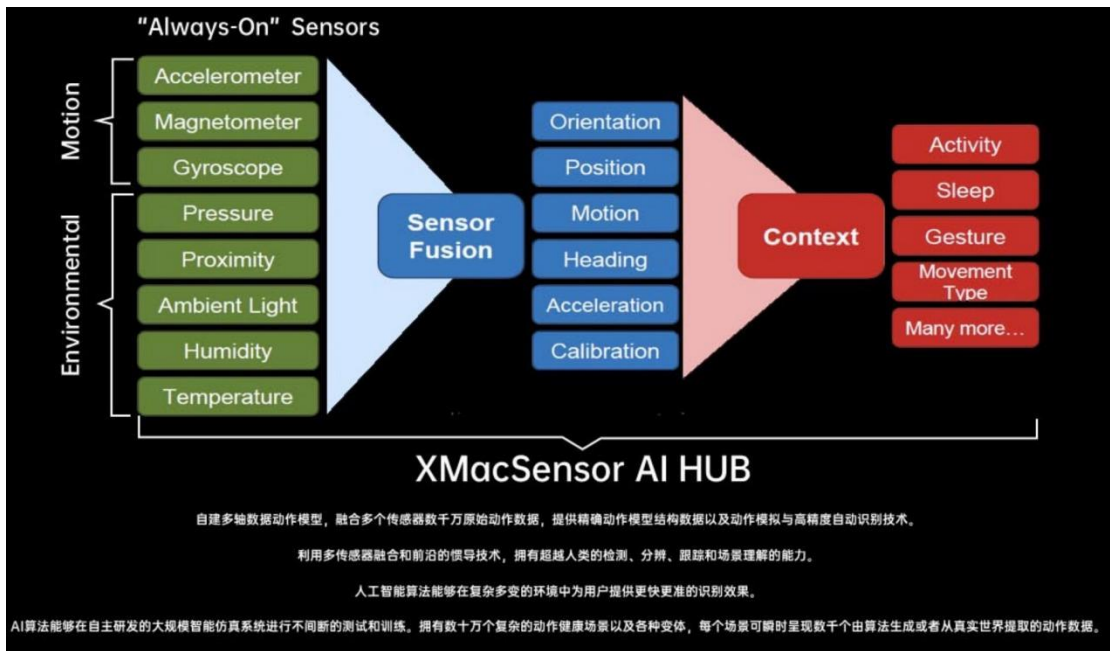 “Always-On” Sensors
Motion
Accelerometer
Magnetometer
Gyroscope
Environmental
Pressure
Proximity
Ambient Light
Humidity
Temperature
Sensor
Fusion
Orientation
Position
Motion
Heading
Acceleration
Calibration
Context
Activity
Sleep
Gesture
Movement
Type
Many more...
XMacSensor AI HUB
自建多轴数据动作模型，融合多个传感器数千万原始动作数据，提供精确动作模型结构数据以及动作模拟与高精度自动识别技术。
利用多传感器融合和前沿的惯导技术，拥有超越人类的检测、分辨、跟踪和场景理解的能力。
人工智能算法能够在复杂多变的环境中为用户提供更快更准的识别效果。
AI算法能够在自主研发的大规模智能仿真系统进行不间断的测试和训练。拥有数十万个复杂的动作健康场景以及各种变体，每个场景可瞬时呈现数千个由算法生成或者从真实世界提取的动作数据。